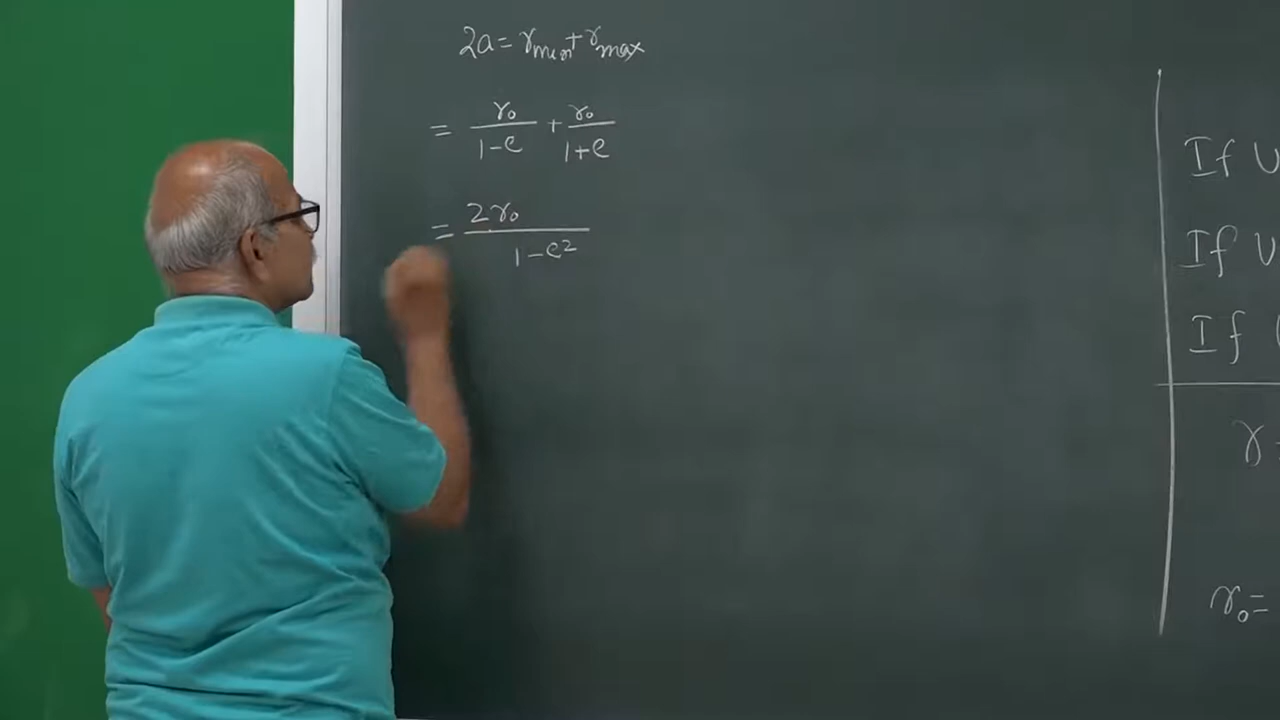 2a = r_min + r_max
= r₀/(1-e) + r₀/(1+e)
= 2r₀/(1-e²)
If U
If U
If
r =
r₀ =